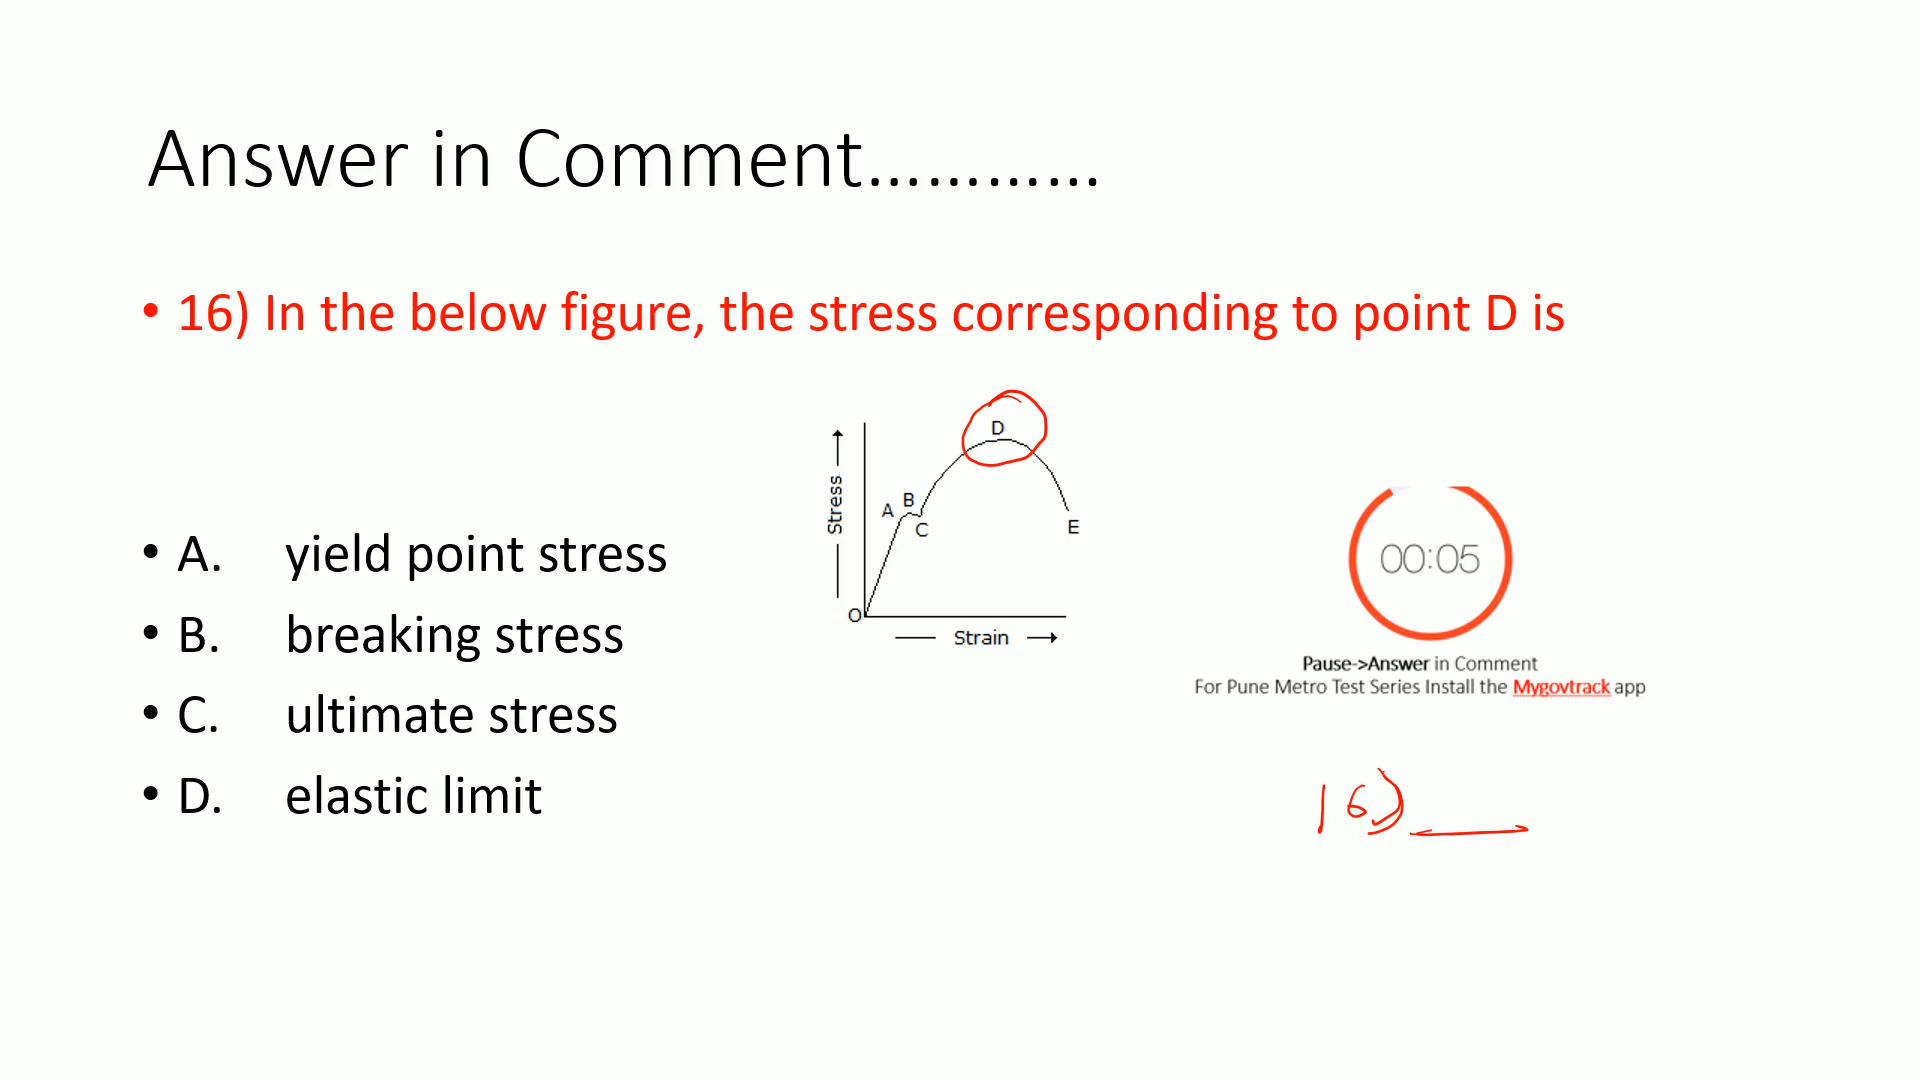 Answer in Comment............
• 16) In the below figure, the stress corresponding to point D is
D
B
A
C
E
Stress
O
Strain
• A. yield point stress
• B. breaking stress
• C. ultimate stress
• D. elastic limit
00:05
Pause->Answer in Comment
For Pune Metro Test Series Install the Mygovtrack app
16)